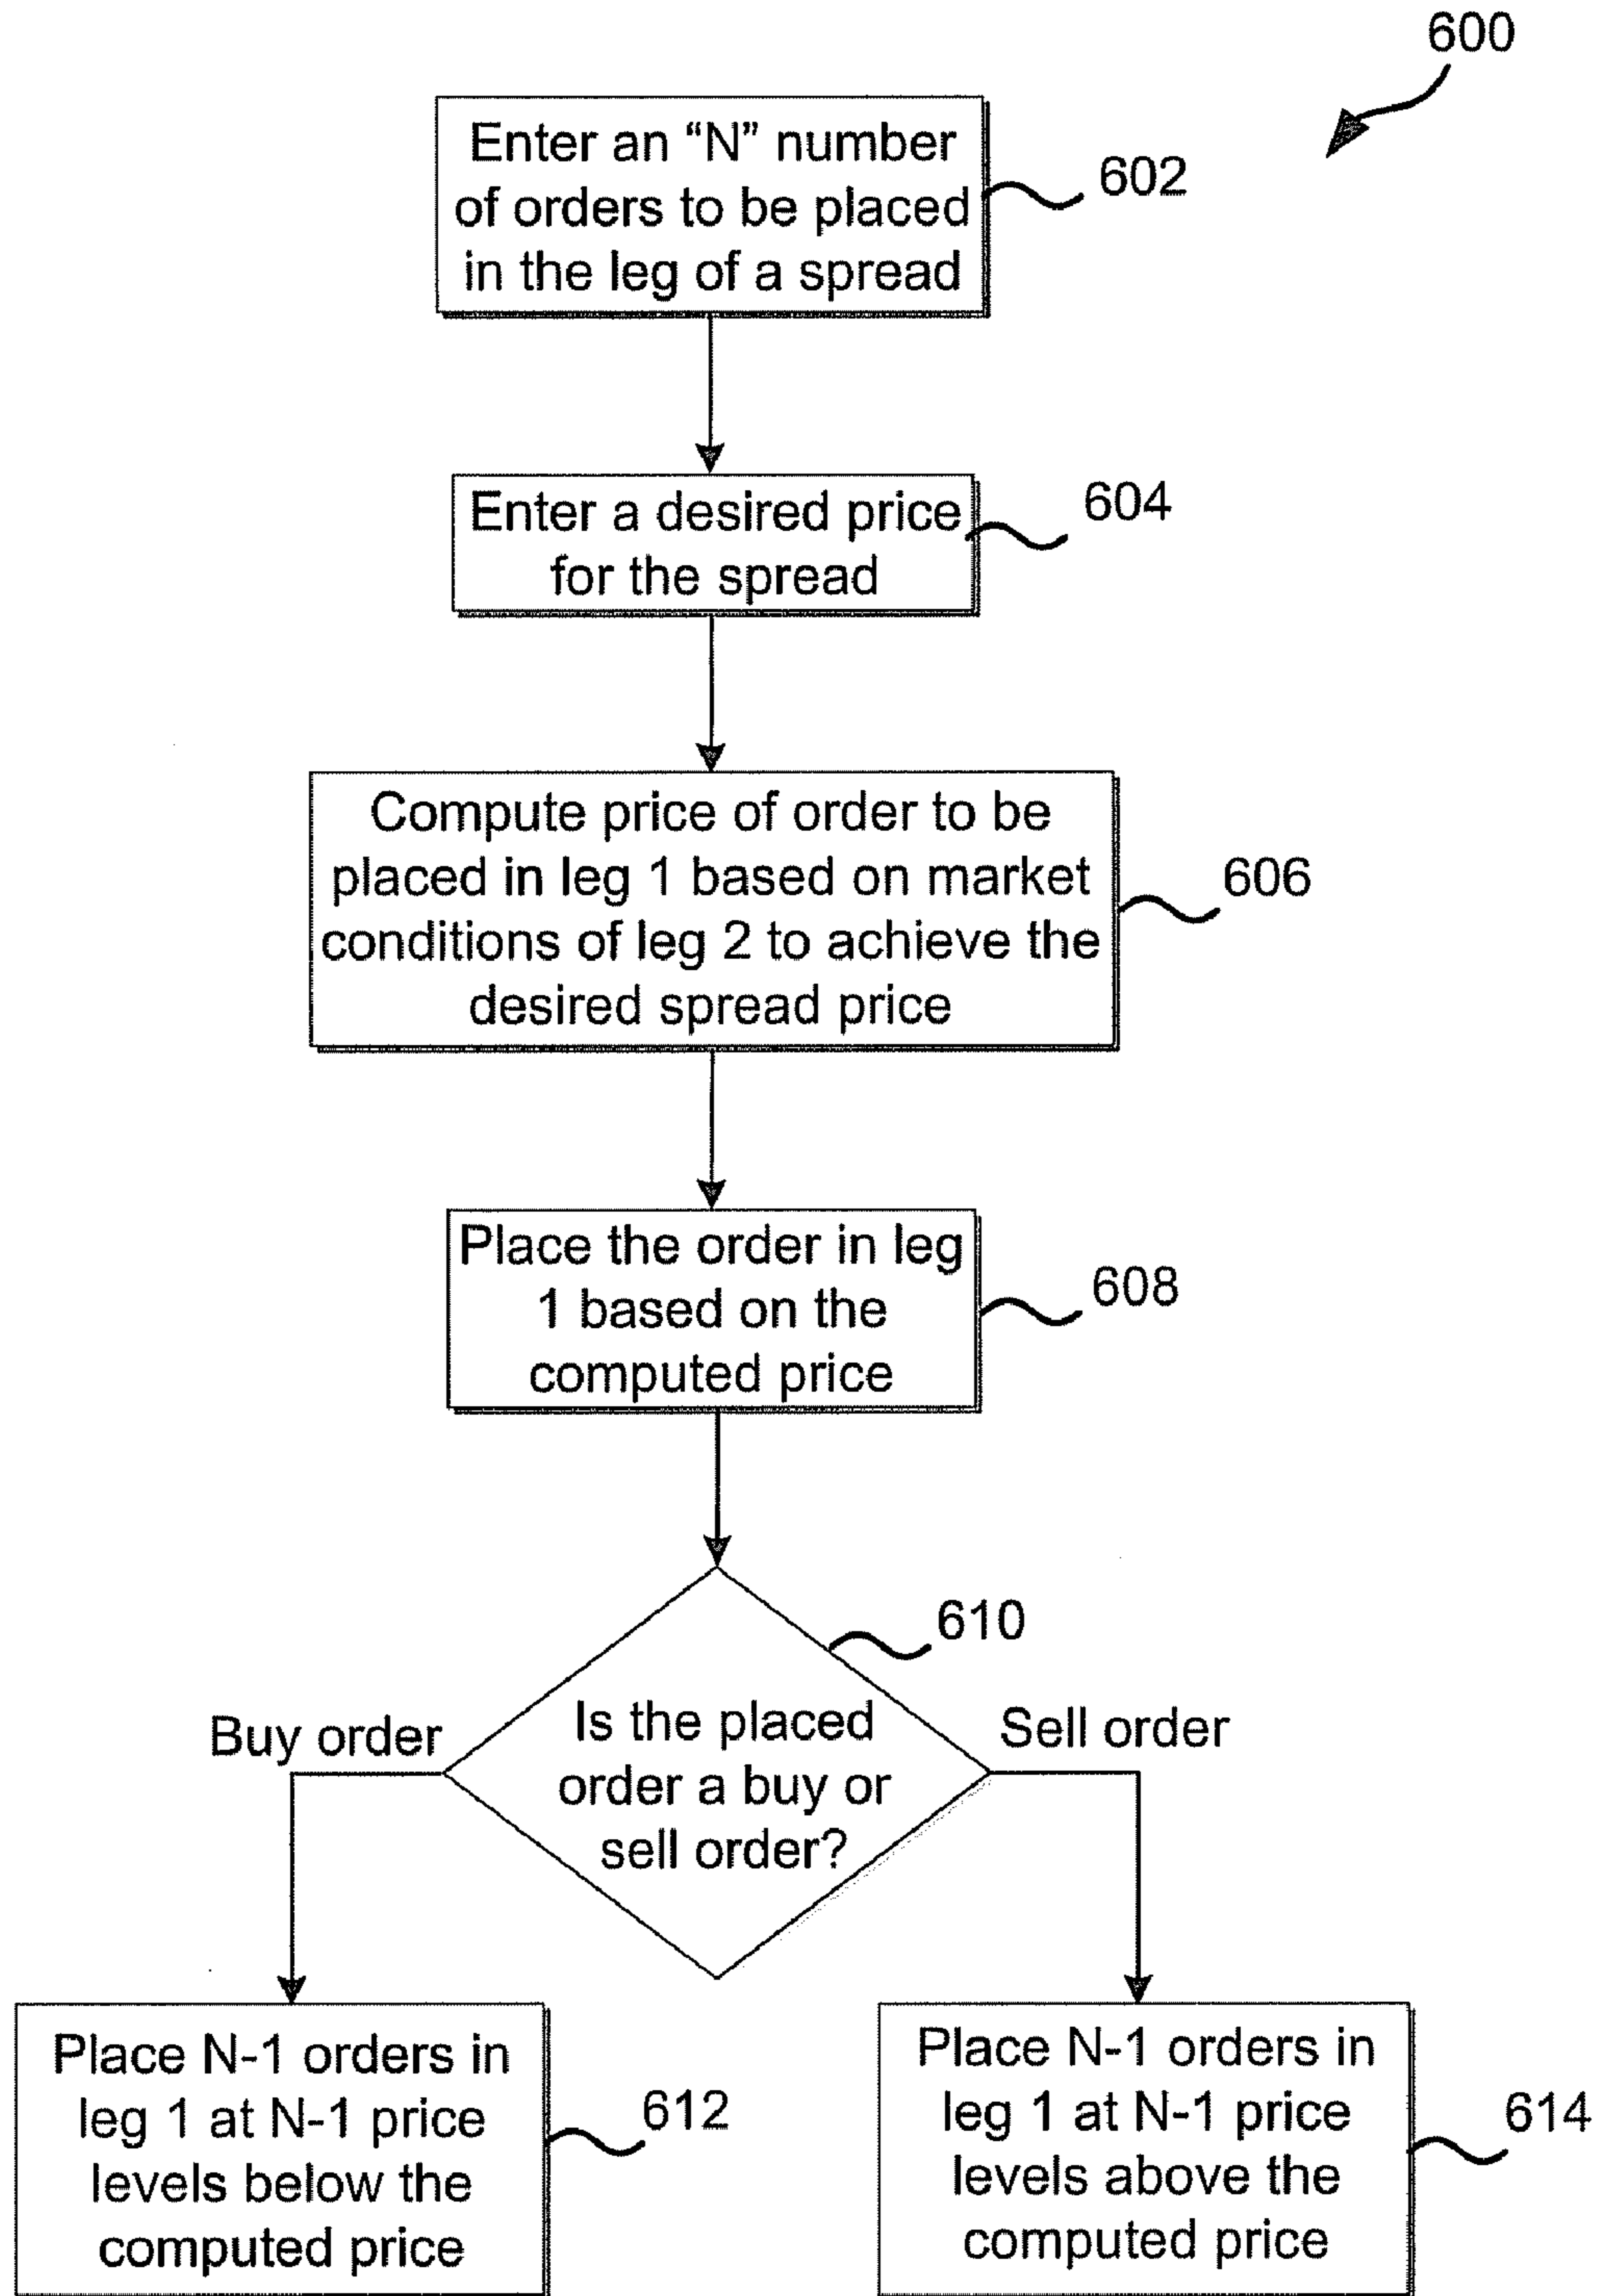 600
Enter an “N” number
of orders to be placed
in the leg of a spread
602
Enter a desired price
for the spread
604
Compute price of order to be
placed in leg 1 based on market
conditions of leg 2 to achieve the
desired spread price
606
Place the order in leg
1 based on the
computed price
608
610
Is the placed
order a buy or
sell order?
Buy order
Sell order
Place N-1 orders in
leg 1 at N-1 price
levels below the
computed price
612
Place N-1 orders in
leg 1 at N-1 price
levels above the
computed price
614